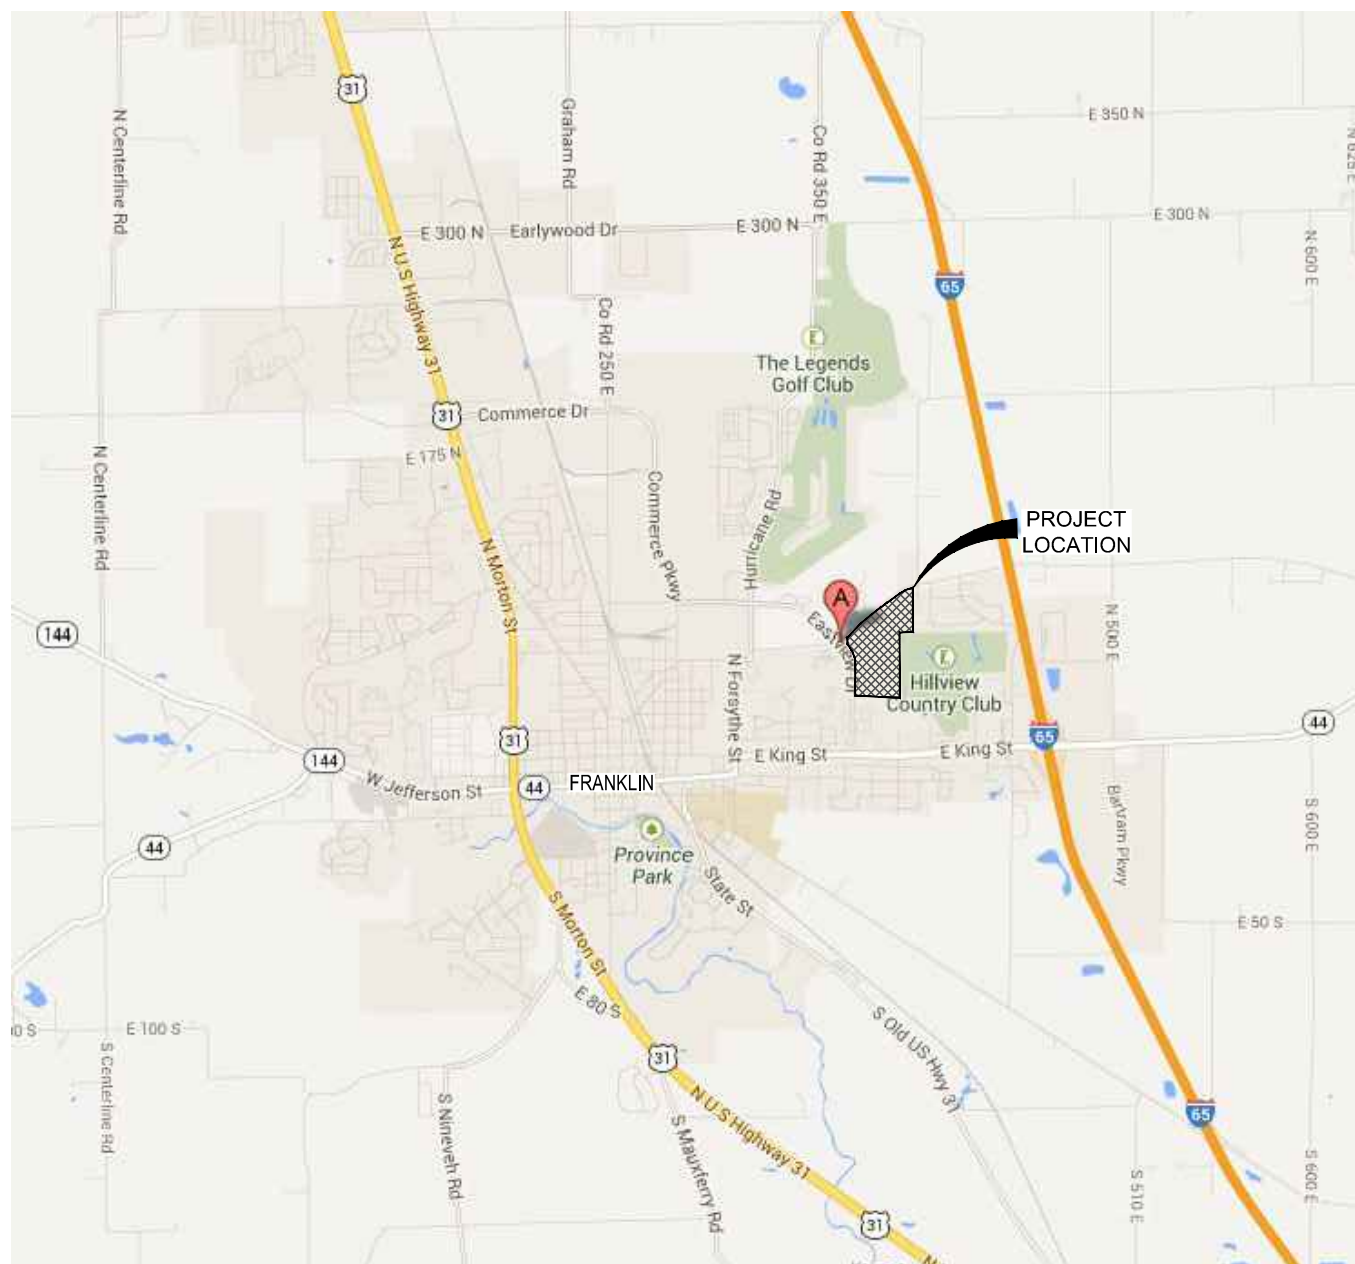 31
E 350 N
N Centerline Rd
Graham Rd
Co Rd 350 E
N 625 E
E 300 N
E 300 N
Earlywood Dr
E 300 N
N 600 E
N U.S Highway 31
65
Co Rd 250 E
The Legends
Golf Club
31
Commerce Dr
E 175 N
N Centerline Rd
Commerce Pkwy
Hurricane Rd
PROJECT
LOCATION
N Morton St
A
Eastview Dr
144
N 500 E
N Forsythe St
Hillview
Country Club
44
31
65
E King St
E King St
144
W Jefferson St
44
FRANKLIN
Bartram Pkwy
S 600 E
44
Province
Park
State St
S Morton St
E 50 S
E 80 S
0 S
E 100 S
S Old US Hwy 31
S Centerline Rd
31
65
S Nineveh Rd
N U.S Highway 31
S Mauxferry Rd
S 510 E
S 600 E
31
N